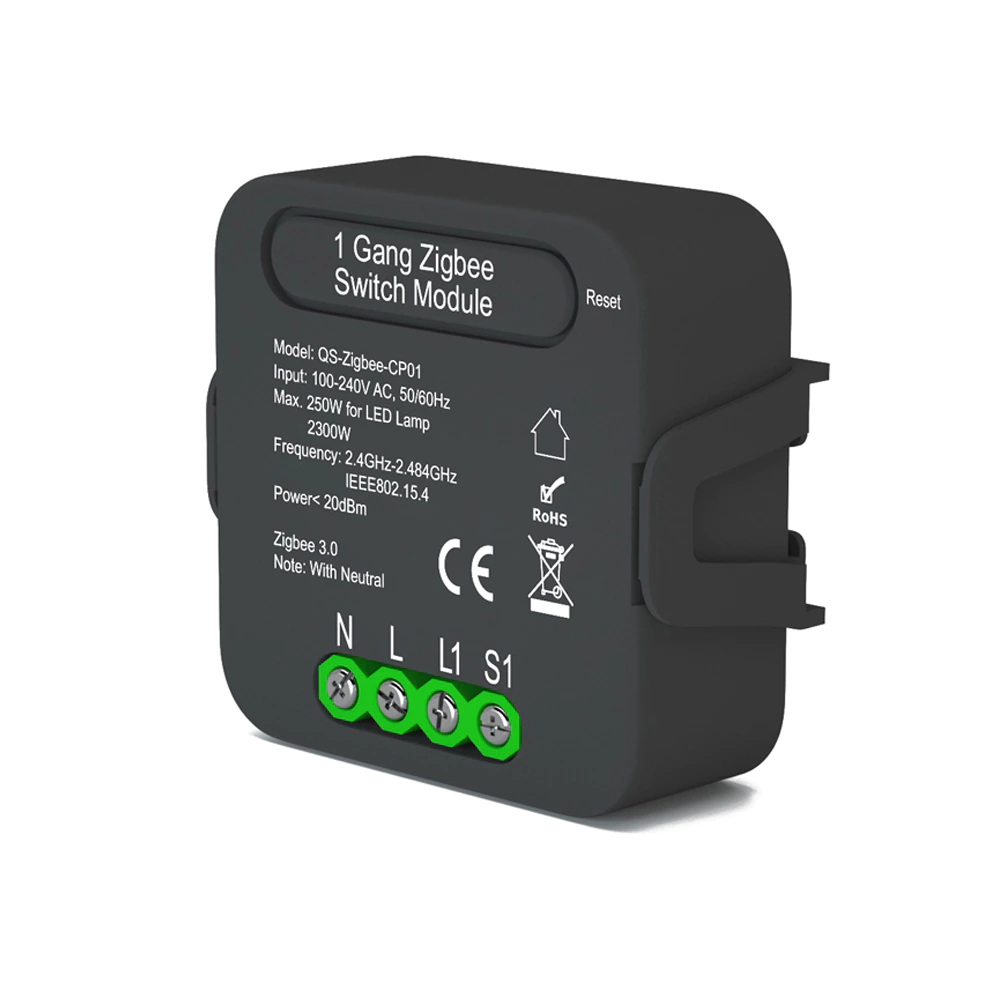 1 Gang Zigbee
Switch Module
Reset
Model: QS-Zigbee-CP01
Input: 100-240V AC, 50/60Hz
Max. 250W for LED Lamp
2300W
Frequency: 2.4GHz-2.484GHz
IEEE802.15.4
Power< 20dBm
RoHS
Zigbee 3.0
Note: With Neutral
CE
N L L1 S1